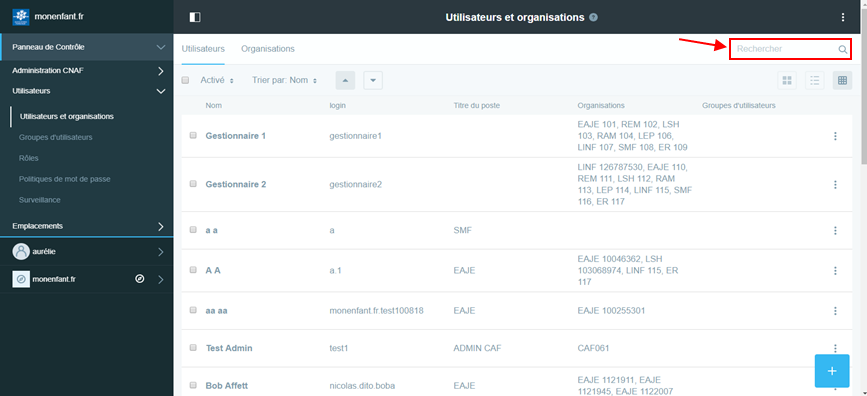 monenfant.fr
Utilisateurs et organisations ?
Panneau de Contrôle
Administration CNAF
Utilisateurs
Utilisateurs et organisations
Groupes d'utilisateurs
Rôles
Politiques de mot de passe
Surveillance
Emplacements
aurélie
monenfant.fr
Utilisateurs Organisations Rechercher
Activé Trier par: Nom
Nom login Titre du poste Organisations Groupes d'utilisateurs
Gestionnaire 1 gestionnaire1 EAJE 101, REM 102, LSH
103, RAM 104, LEP 106,
LINF 107, SMF 108, ER 109
Gestionnaire 2 gestionnaire2 LINF 126787530, EAJE 110,
REM 111, LSH 112, RAM
113, LEP 114, LINF 115, SMF
116, ER 117
a a a SMF
A A a.1 EAJE EAJE 10046362, LSH
103068974, LINF 115, ER
117
aa aa monenfant.fr.test100818 EAJE EAJE 100255301
Test Admin test1 ADMIN CAF CAF061
Bob Affett nicolas.dito.boba EAJE EAJE 1121911, EAJE
1121945, EAJE 1122007
+